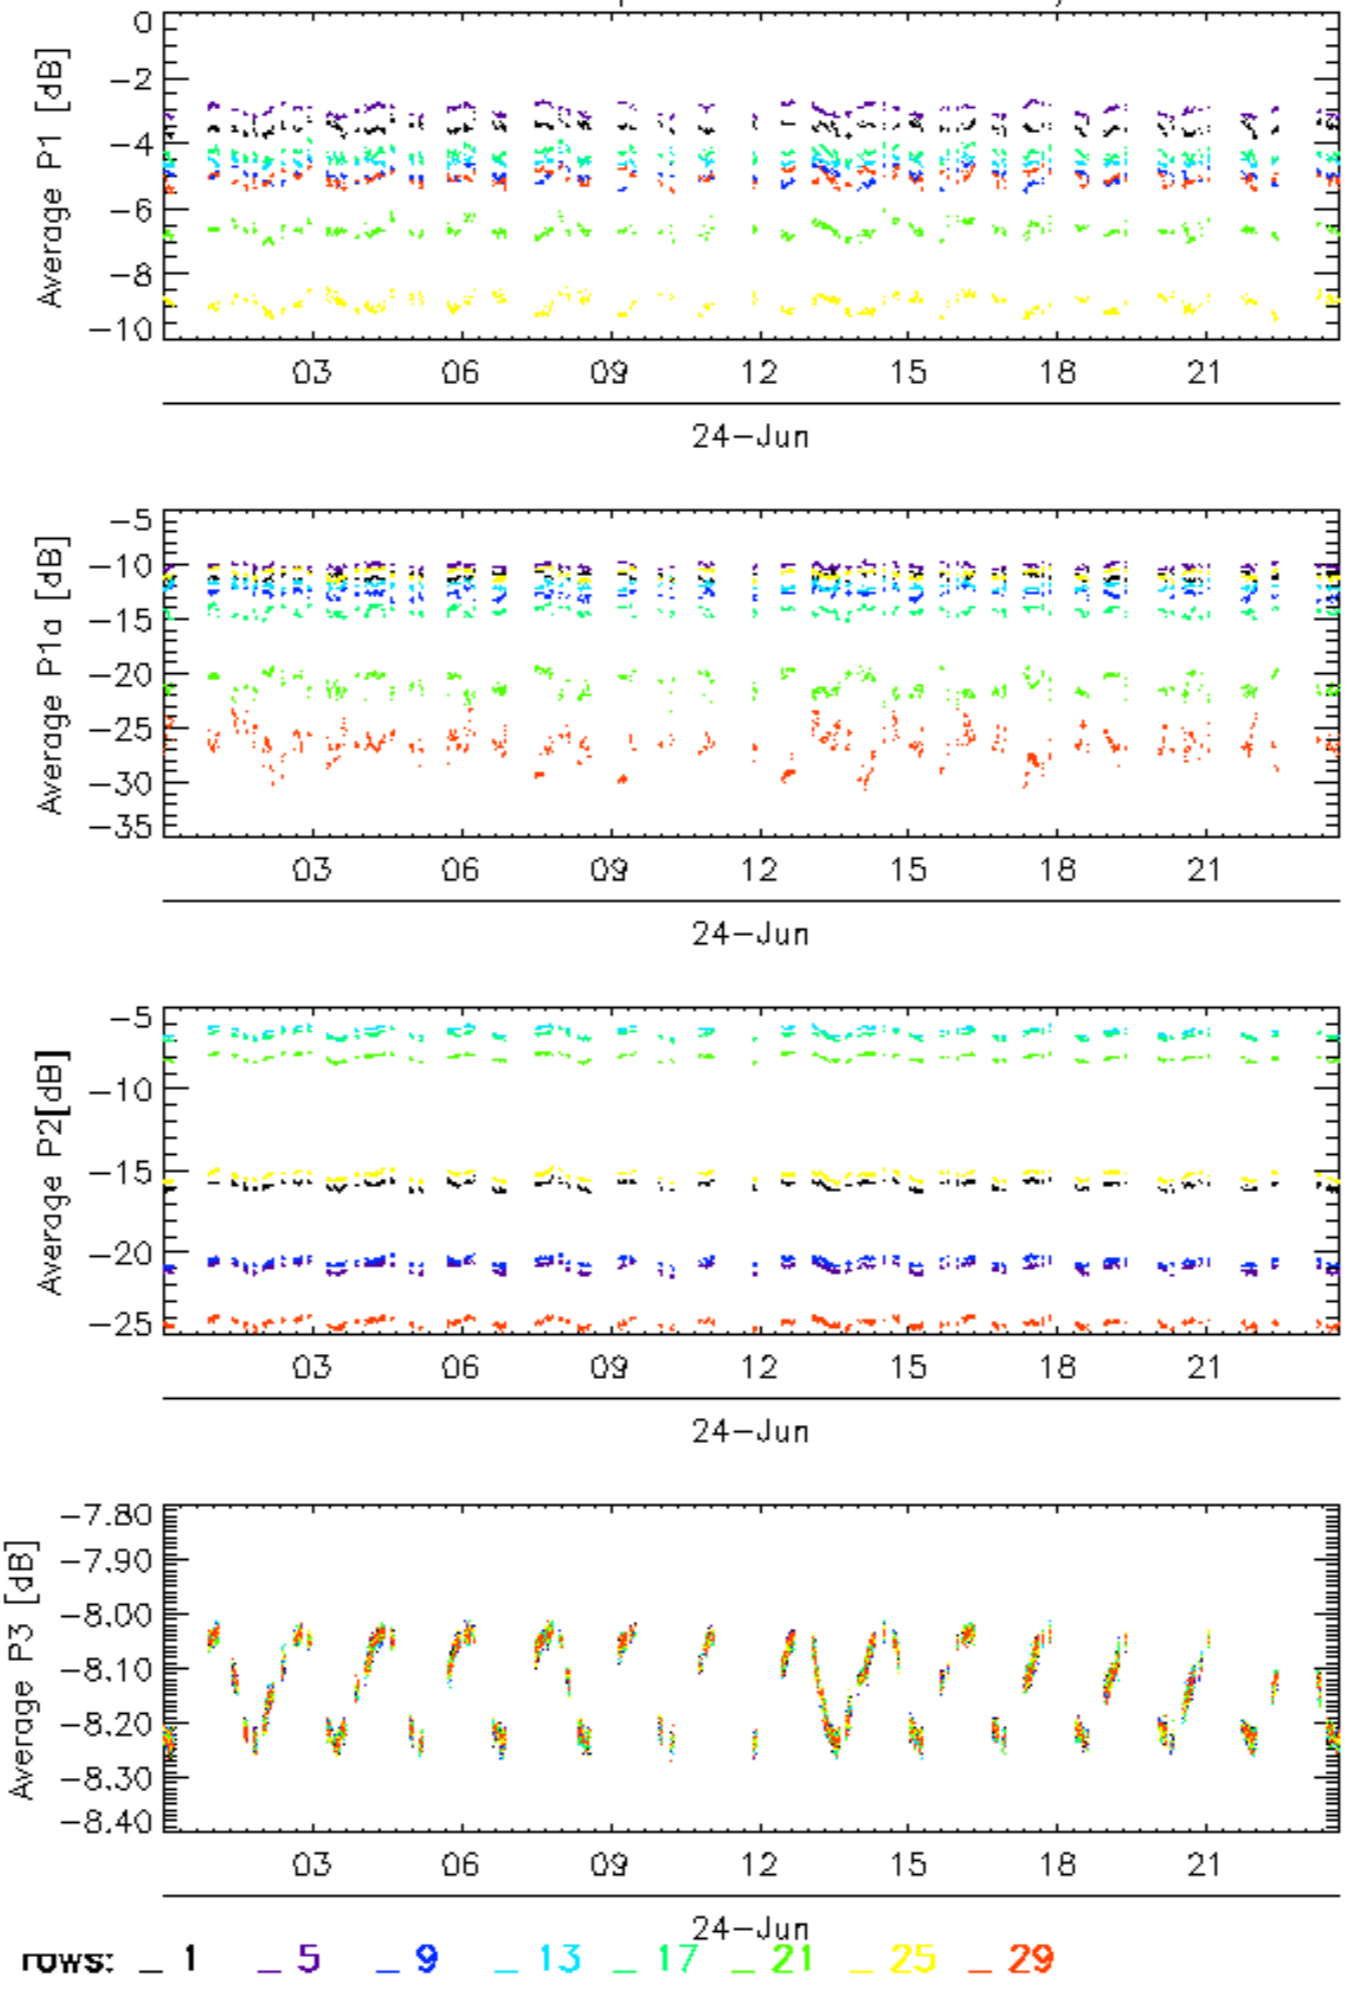 0
-2
-4
-6
-8
-10
Average P1 [dB]
03 06 09 12 15 18 21
24-Jun
-5
-10
-15
-20
-25
-30
-35
Average P1a [dB]
03 06 09 12 15 18 21
24-Jun
-5
-10
-15
-20
-25
Average P2[dB]
03 06 09 12 15 18 21
24-Jun
-7.80
-7.90
-8.00
-8.10
-8.20
-8.30
-8.40
Average P3 [dB]
03 06 09 12 15 18 21
24-Jun
rows: _ 1 _ 5 _ 9 _ 13 _ 17 _ 21 _ 25 _ 29